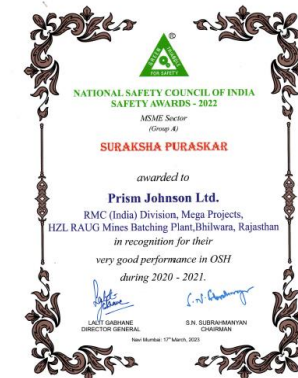 GREEN TRIANGLE
FOR SAFETY
®
NATIONAL SAFETY COUNCIL OF INDIA
SAFETY AWARDS - 2022
MSME Sector
(Group A)
SURAKSHA PURASKAR
awarded to
Prism Johnson Ltd.
RMC (India) Division, Mega Projects,
HZL RAUG Mines Batching Plant,Bhilwara, Rajasthan
in recognition for their
very good performance in OSH
during 2020 - 2021.
LALIT GABHANE
DIRECTOR GENERAL
S.N. SUBRAHMANYAN
CHAIRMAN
Navi Mumbai: 17th March, 2023